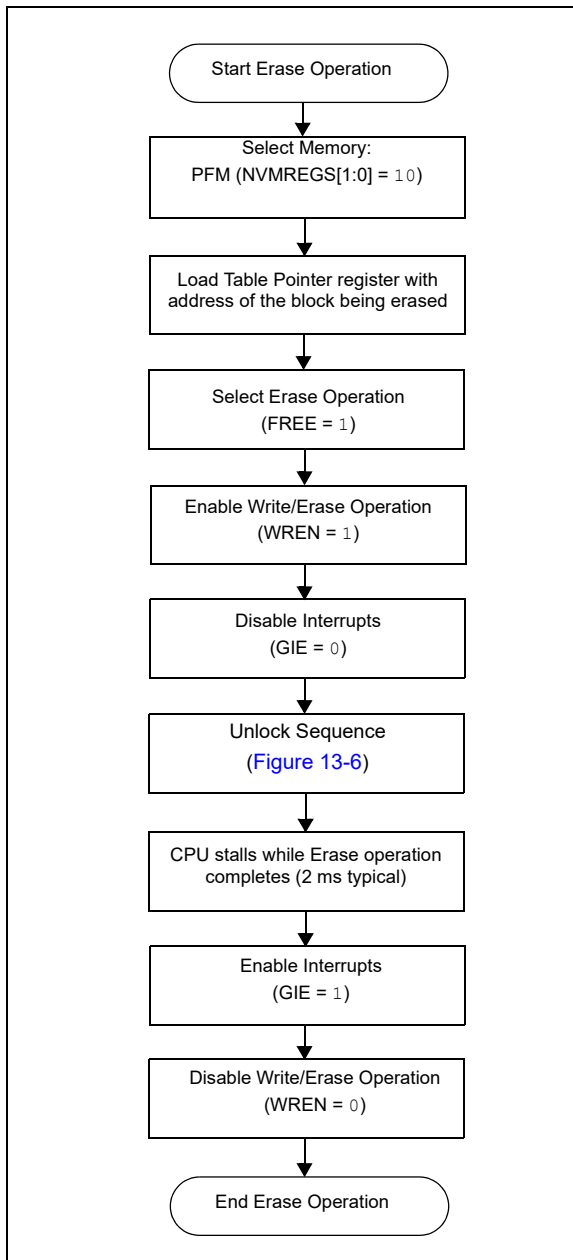 Start Erase Operation
Select Memory:
PFM (NVMREGS[1:0] = 10)
Load Table Pointer register with
address of the block being erased
Select Erase Operation
(FREE = 1)
Enable Write/Erase Operation
(WREN = 1)
Disable Interrupts
(GIE = 0)
Unlock Sequence
(Figure 13-6)
CPU stalls while Erase operation
completes (2 ms typical)
Enable Interrupts
(GIE = 1)
Disable Write/Erase Operation
(WREN = 0)
End Erase Operation